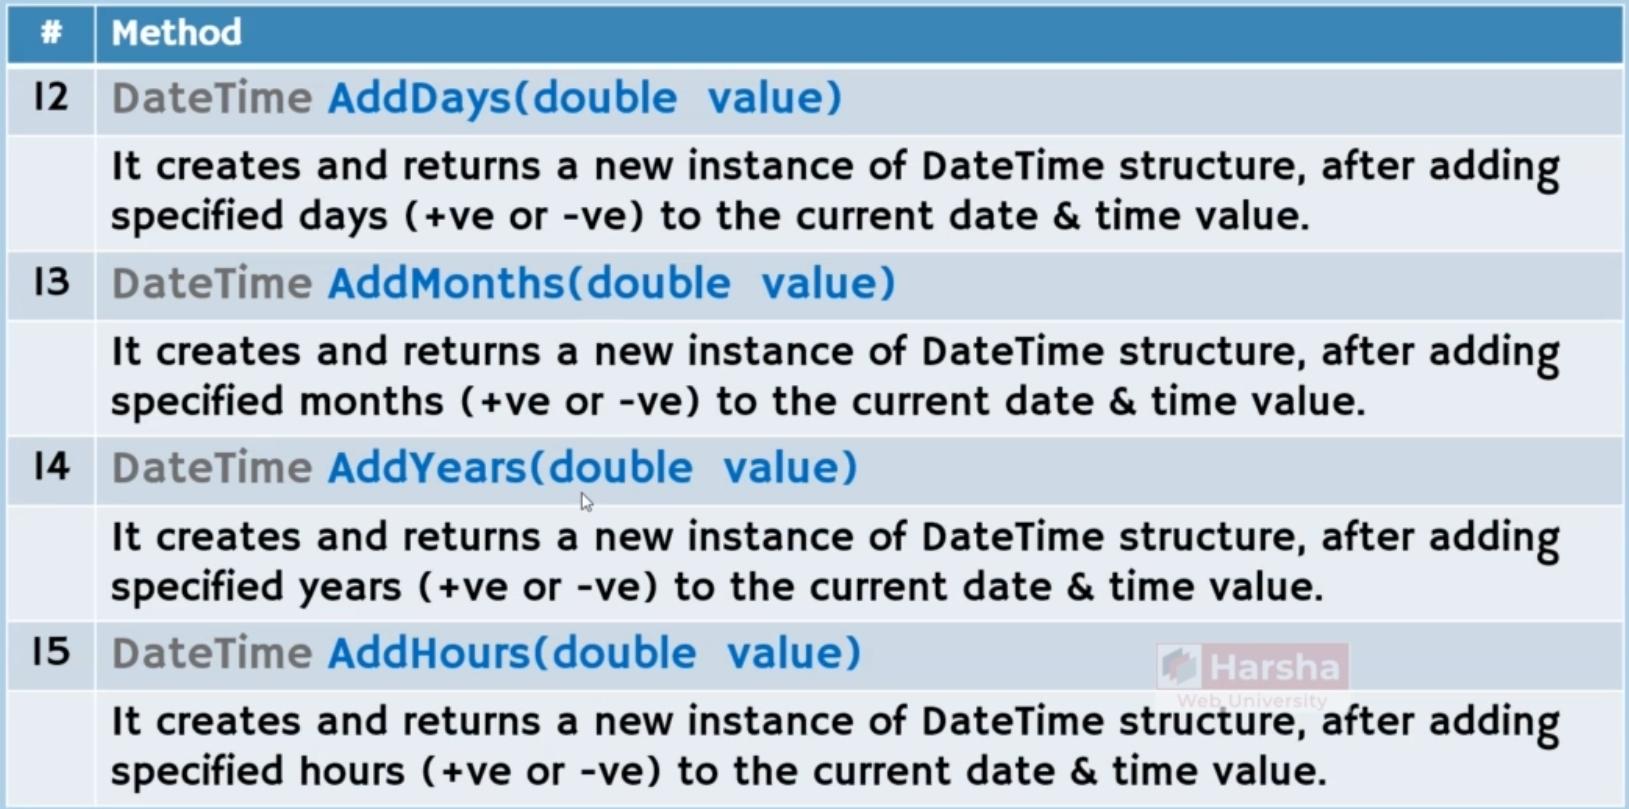 # Method
12 DateTime AddDays(double value)
It creates and returns a new instance of DateTime structure, after adding
specified days (+ve or -ve) to the current date & time value.
13 DateTime AddMonths(double value)
It creates and returns a new instance of DateTime structure, after adding
specified months (+ve or -ve) to the current date & time value.
14 DateTime AddYears(double value)
It creates and returns a new instance of DateTime structure, after adding
specified years (+ve or -ve) to the current date & time value.
15 DateTime AddHours(double value)
Harsha
Web University
It creates and returns a new instance of DateTime structure, after adding
specified hours (+ve or -ve) to the current date & time value.